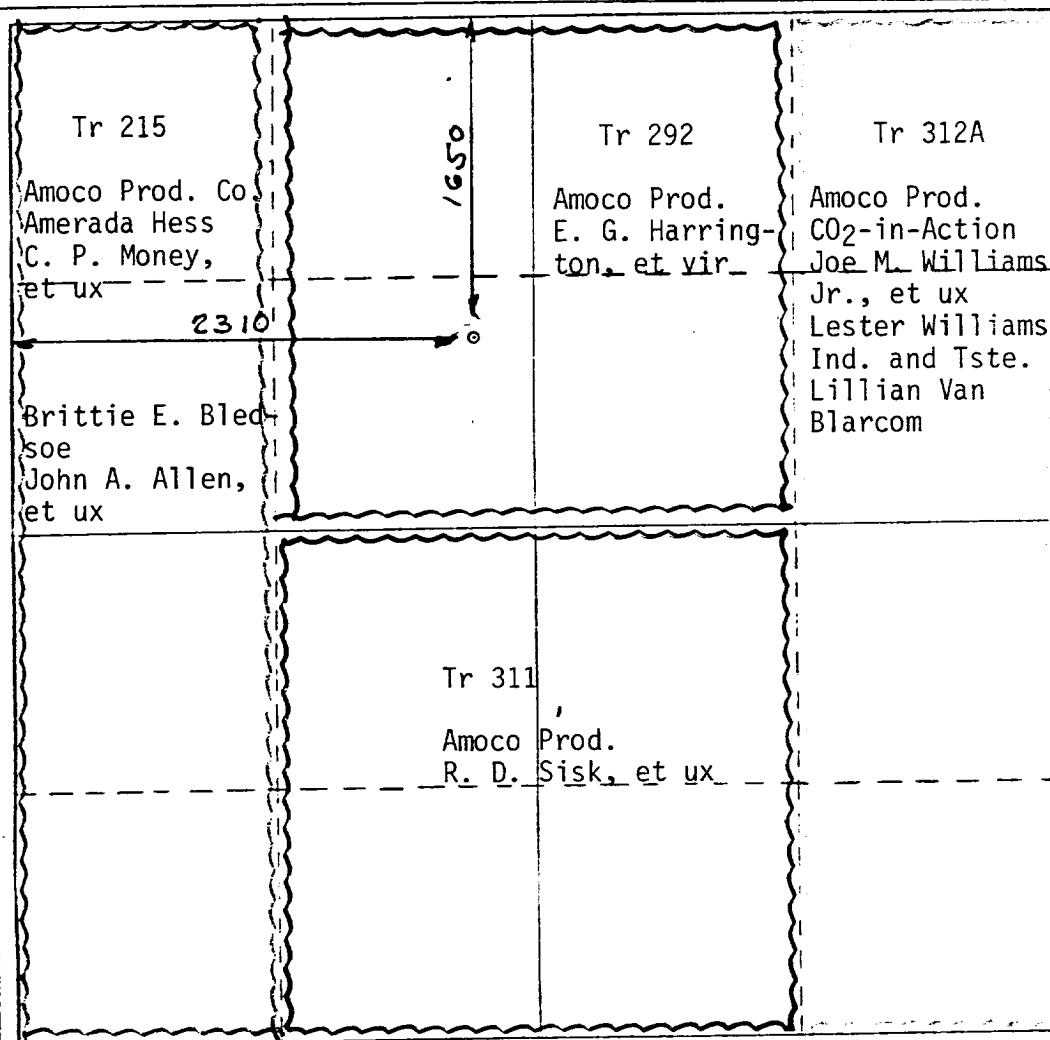 Tr 215
Amoco Prod. Co.
Amerada Hess
C. P. Money,
et ux
2310
Brittie E. Bled-
soe
John A. Allen,
et ux
1650
Tr 292
Amoco Prod.
E. G. Harring-
ton, et vir
Tr 312A
Amoco Prod.
CO2-in-Action
Joe M. Williams
Jr., et ux
Lester Williams
Ind. and Tste.
Lillian Van
Blarcom
Tr 311
Amoco Prod.
R. D. Sisk, et ux